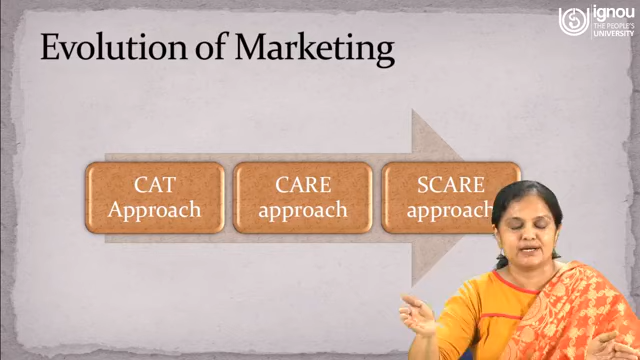 Evolution of Marketing
ignou
THE PEOPLE'S
UNIVERSITY
CAT
Approach
CARE
approach
SCARE
approach